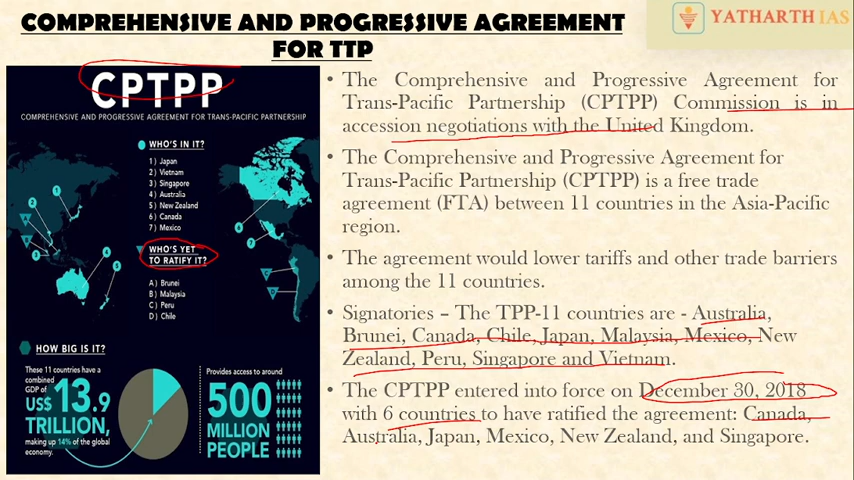 COMPREHENSIVE AND PROGRESSIVE AGREEMENT
FOR TTP
YATHARTH IAS
CPTPP
COMPREHENSIVE AND PROGRESSIVE AGREEMENT FOR TRANS-PACIFIC PARTNERSHIP
WHO'S IN IT?
1) Japan
2) Vietnam
3) Singapore
4) Australia
5) New Zealand
6) Canada
7) Mexico
WHO'S YET
TO RATIFY IT?
A) Brunei
B) Malaysia
C) Peru
D) Chile
1
2
A
B
3
4
5
6
7
C
D
HOW BIG IS IT?
These 11 countries have a
combined
GDP of
US$ 13.9
TRILLION,
making up 14% of the global
economy.
Provides access to around
500
MILLION
PEOPLE
• The Comprehensive and Progressive Agreement for
Trans-Pacific Partnership (CPTPP) Commission is in
accession negotiations with the United Kingdom.
• The Comprehensive and Progressive Agreement for
Trans-Pacific Partnership (CPTPP) is a free trade
agreement (FTA) between 11 countries in the Asia-Pacific
region.
• The agreement would lower tariffs and other trade barriers
among the 11 countries.
• Signatories – The TPP-11 countries are - Australia,
Brunei, Canada, Chile, Japan, Malaysia, Mexico, New
Zealand, Peru, Singapore and Vietnam.
• The CPTPP entered into force on December 30, 2018
with 6 countries to have ratified the agreement: Canada,
Australia, Japan, Mexico, New Zealand, and Singapore.